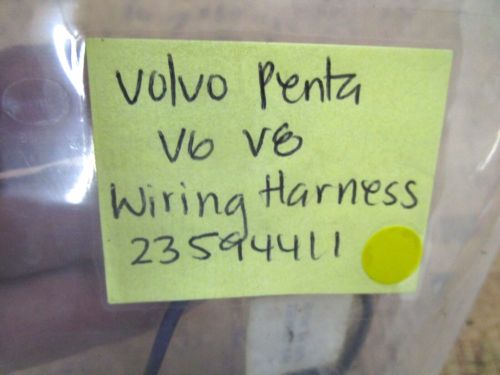 Volvo Penta
V6 V8
Wiring Harness
23594411